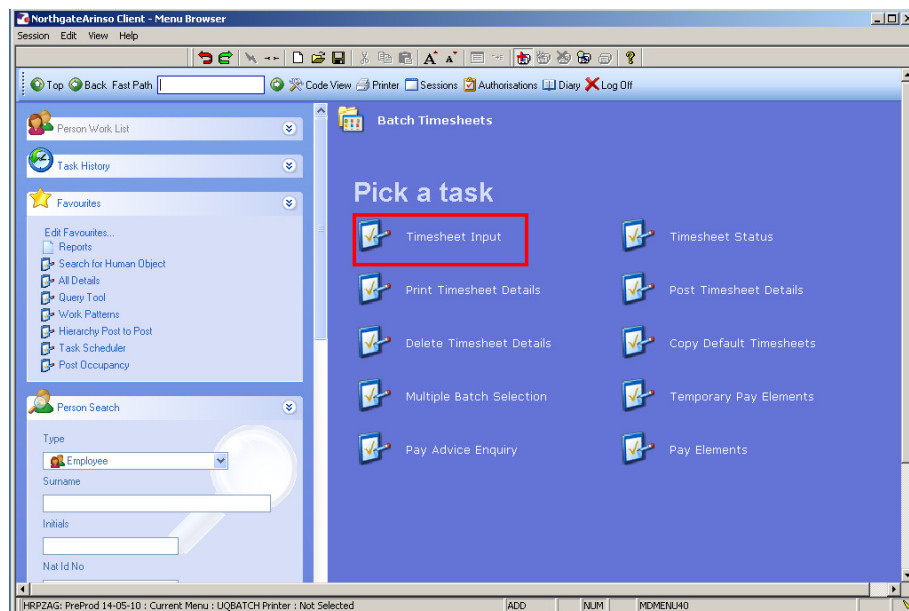 NorthgateArinso Client - Menu Browser
Session Edit View Help
Top Back Fast Path Code View Printer Sessions Authorisations Diary Log Off
Person Work List
Task History
Favourites
Edit Favourites...
Reports
Search for Human Object
All Details
Query Tool
Work Patterns
Hierarchy Post to Post
Task Scheduler
Post Occupancy
Person Search
Type
Employee
Surname
Initials
Nat Id No
Batch Timesheets
Pick a task
Timesheet Input Timesheet Status
Print Timesheet Details Post Timesheet Details
Delete Timesheet Details Copy Default Timesheets
Multiple Batch Selection Temporary Pay Elements
Pay Advice Enquiry Pay Elements
HRPZAG: PreProd 14-05-10 : Current Menu : UQBATCH Printer : Not Selected ADD NUM MDMENU40